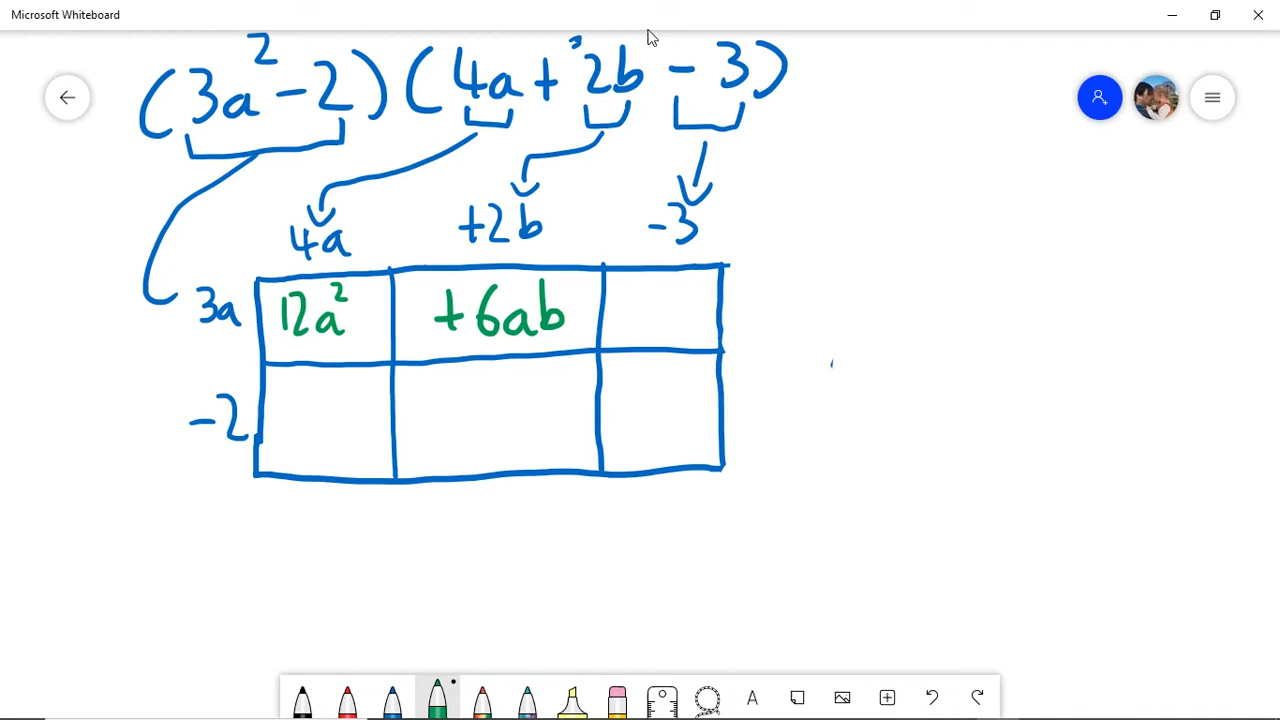 Microsoft Whiteboard
(3a² - 2)(4a + 2b - 3)
4a +2b -3
3a 12a² +6ab
-2
A